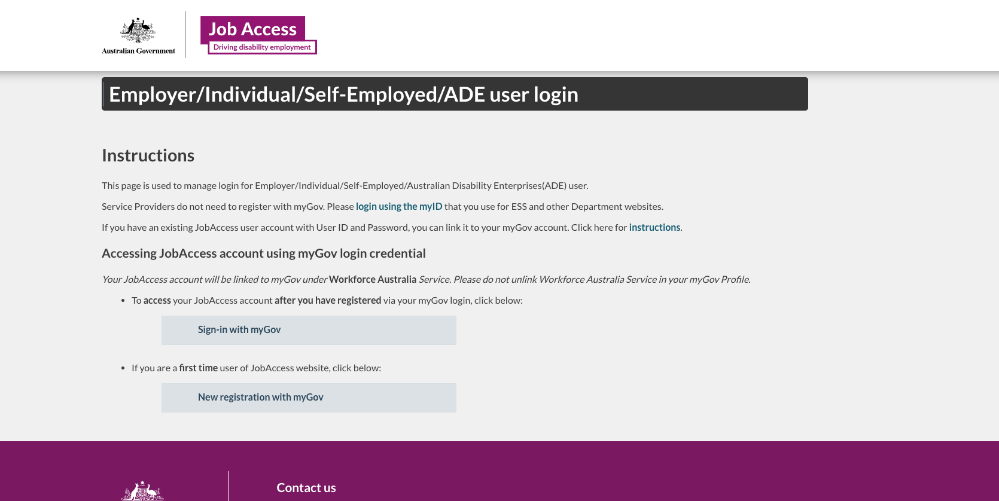 Australian Government
Job Access
Driving disability employment
Employer/Individual/Self-Employed/ADE user login
Instructions
This page is used to manage login for Employer/Individual/Self-Employed/Australian Disability Enterprises(ADE) user.
Service Providers do not need to register with myGov. Please login using the myID that you use for ESS and other Department websites.
If you have an existing JobAccess user account with User ID and Password, you can link it to your myGov account. Click here for instructions.
Accessing JobAccess account using myGov login credential
Your JobAccess account will be linked to myGov under Workforce Australia Service. Please do not unlink Workforce Australia Service in your myGov Profile.
• To access your JobAccess account after you have registered via your myGov login, click below:
Sign-in with myGov
• If you are a first time user of JobAccess website, click below:
New registration with myGov
Contact us